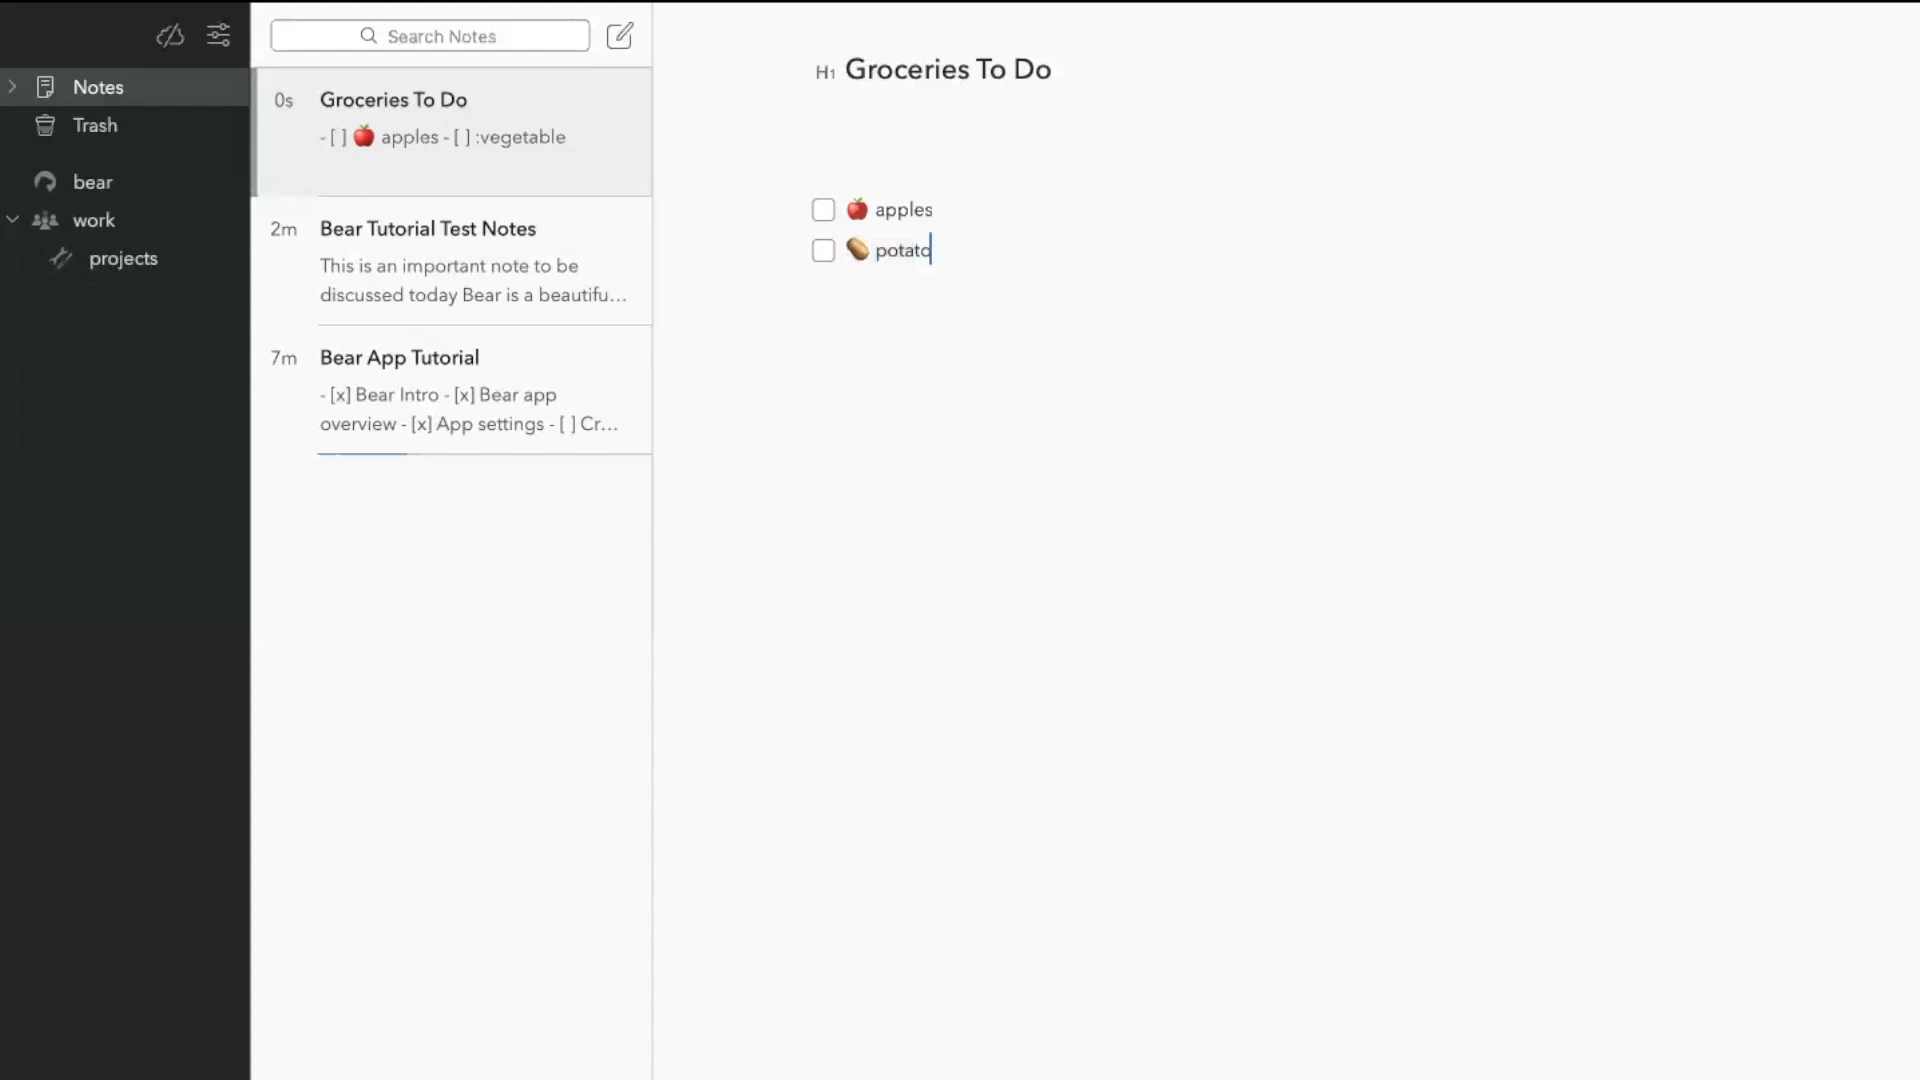 Notes
Trash
bear
work
projects
Search Notes
0s Groceries To Do
- [ ] 🍎 apples - [ ] :vegetable
2m Bear Tutorial Test Notes
This is an important note to be
discussed today Bear is a beautifu...
7m Bear App Tutorial
- [x] Bear Intro - [x] Bear app
overview - [x] App settings - [ ] Cr...
H1 Groceries To Do
🍎 apples
🥔 potato